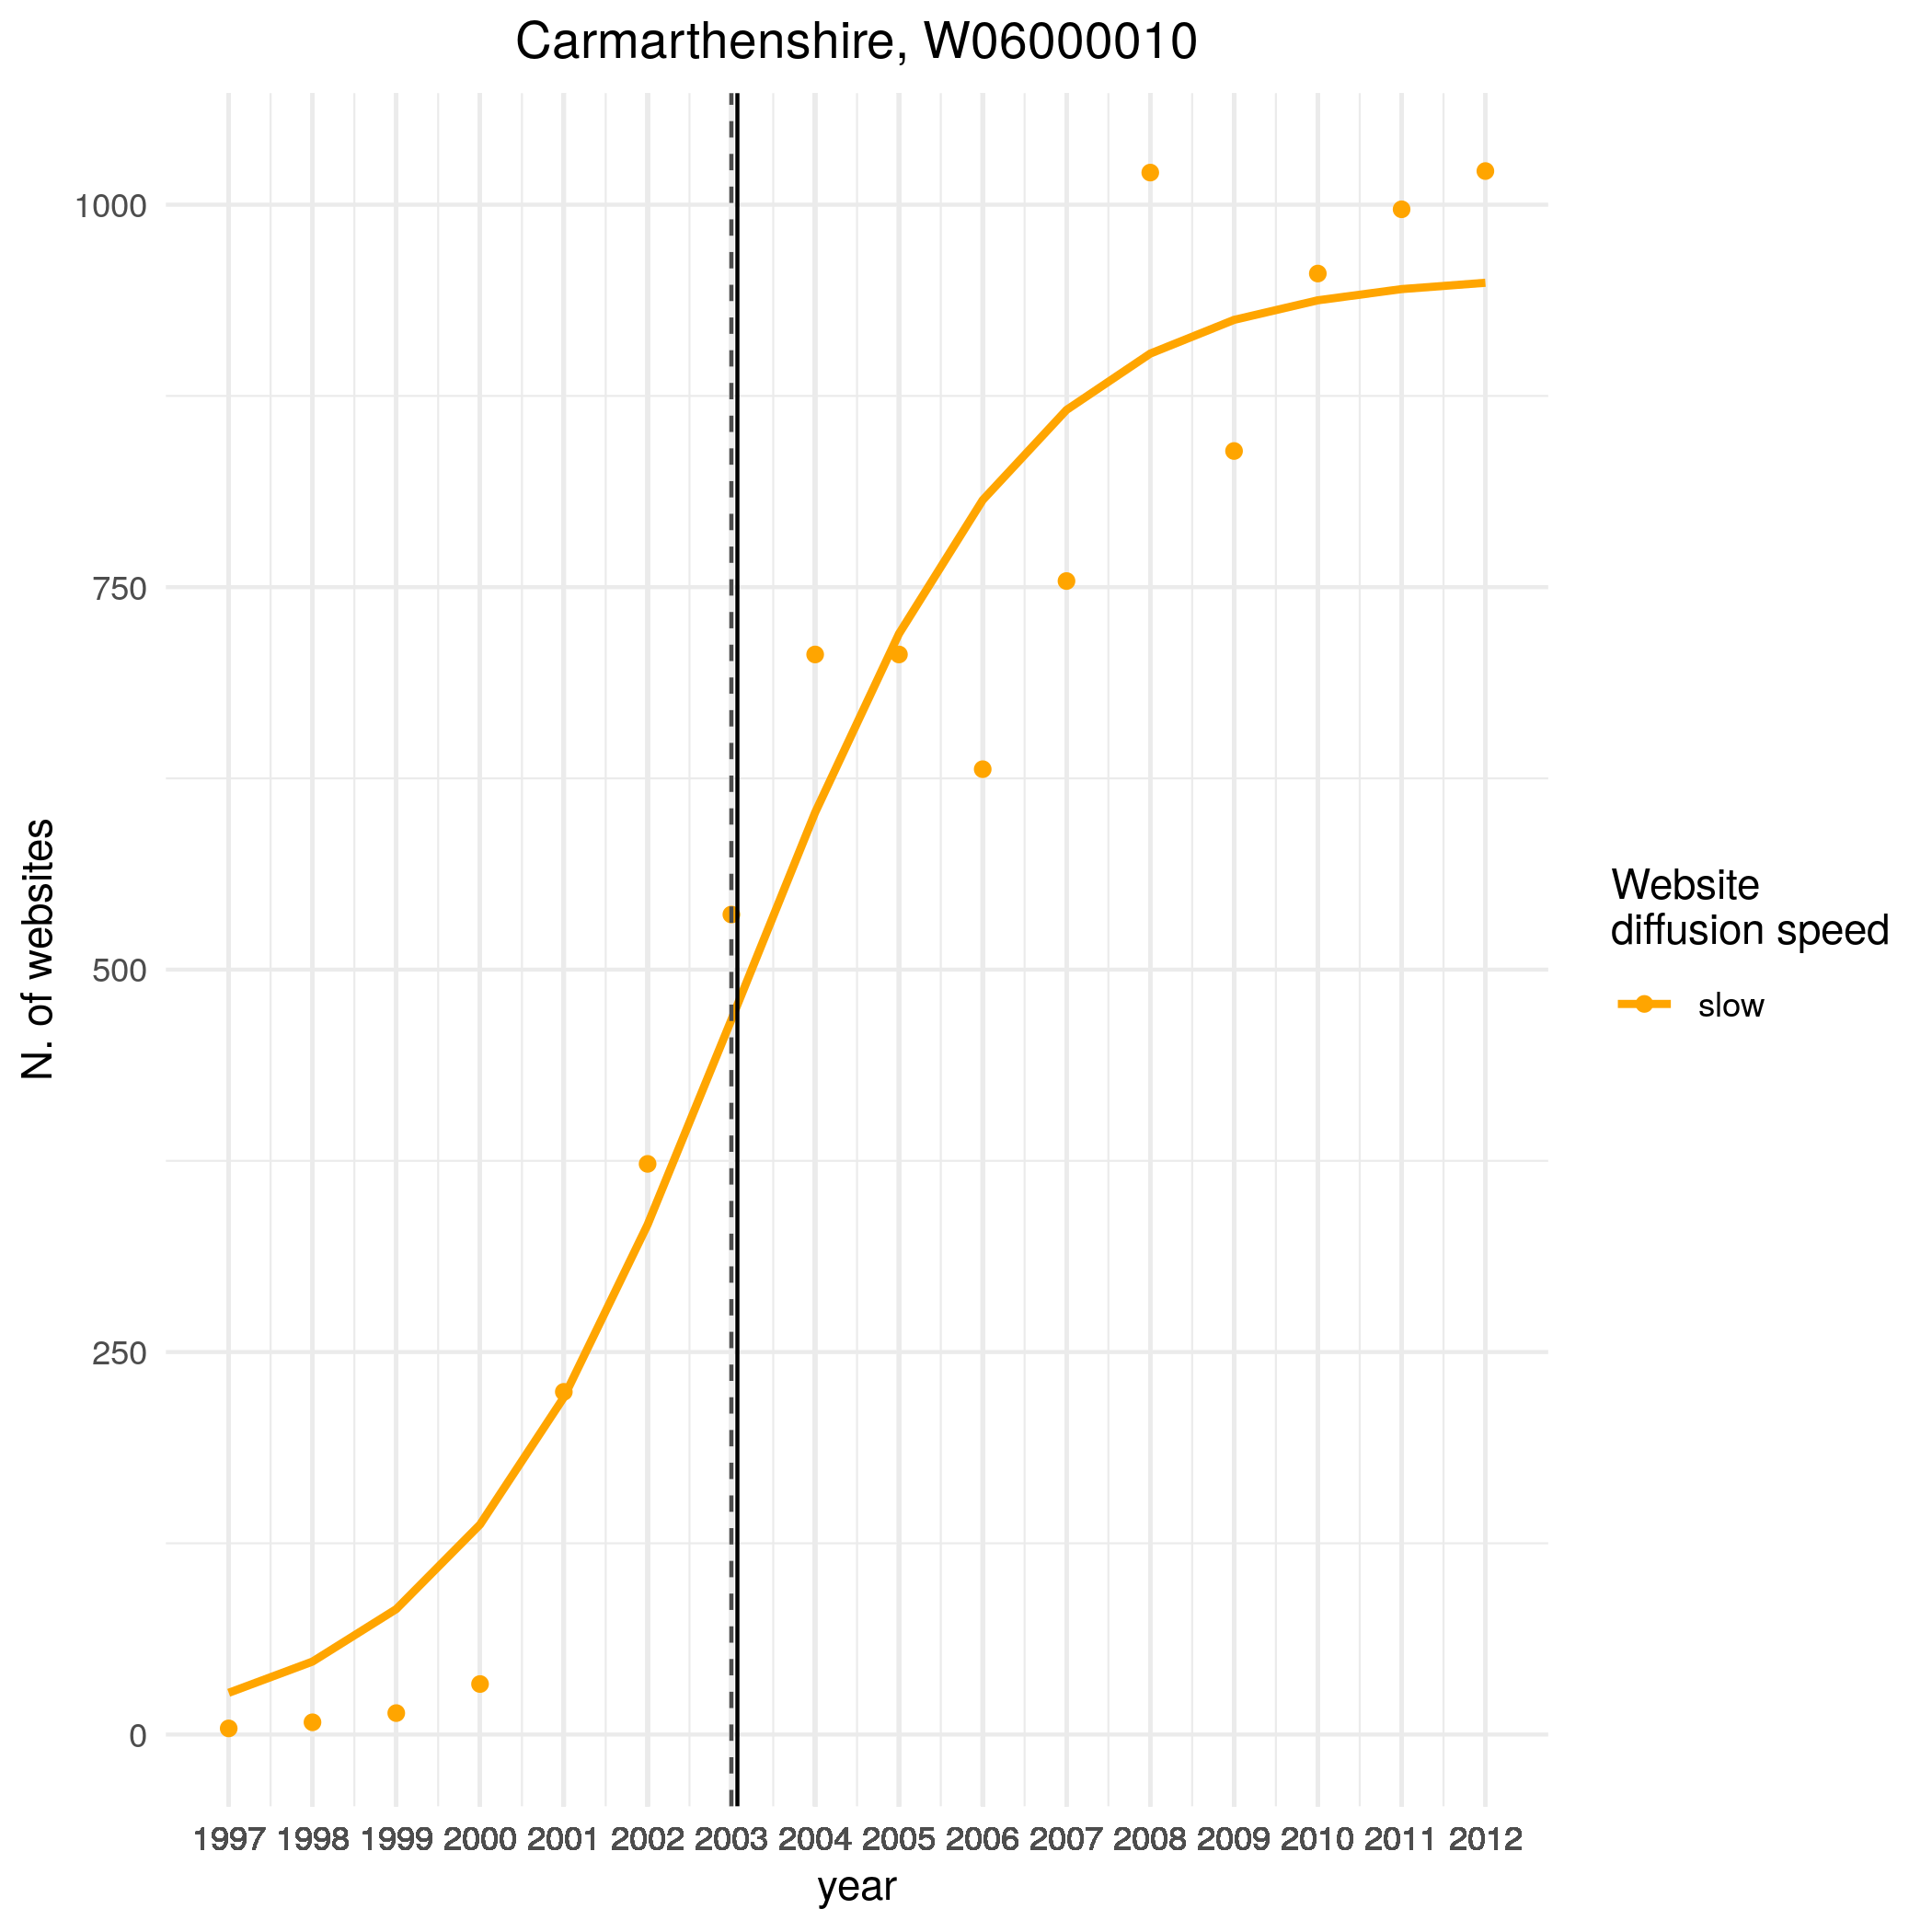 Carmarthenshire, W06000010
1000
750
500
250
0
N. of websites
1997 1998 1999 2000 2001 2002 2003 2004 2005 2006 2007 2008 2009 2010 2011 2012
year
Website
diffusion speed
slow